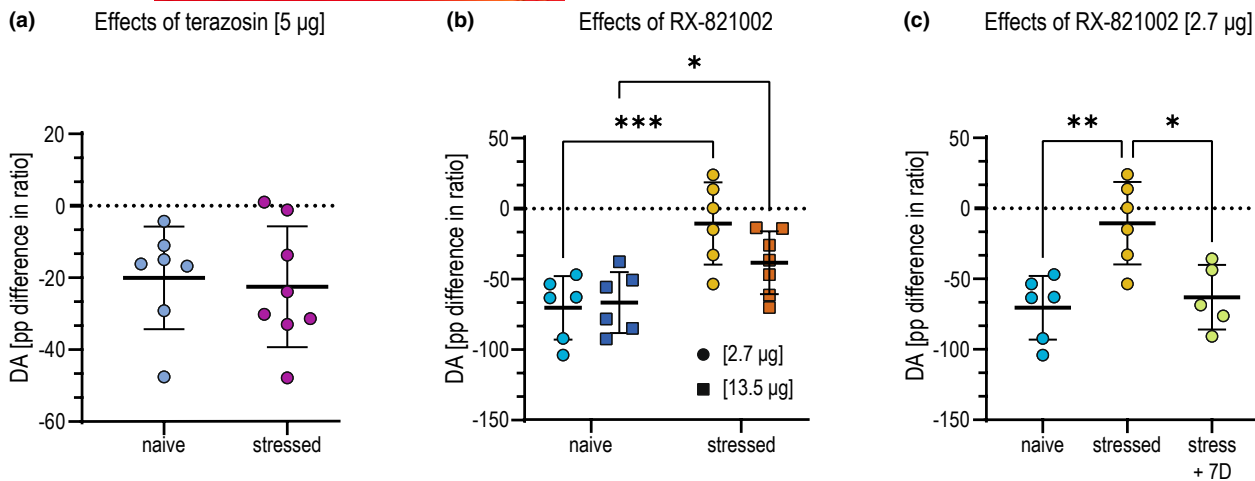 (a) Effects of terazosin [5 µg]
DA [pp difference in ratio]
20
0
-20
-40
-60
naive stressed
(b) Effects of RX-821002
*
***
DA [pp difference in ratio]
50
0
-50
-100
-150
[2.7 µg]
[13.5 µg]
naive stressed
(c) Effects of RX-821002 [2.7 µg]
** *
DA [pp difference in ratio]
50
0
-50
-100
-150
naive stressed stress
+ 7D